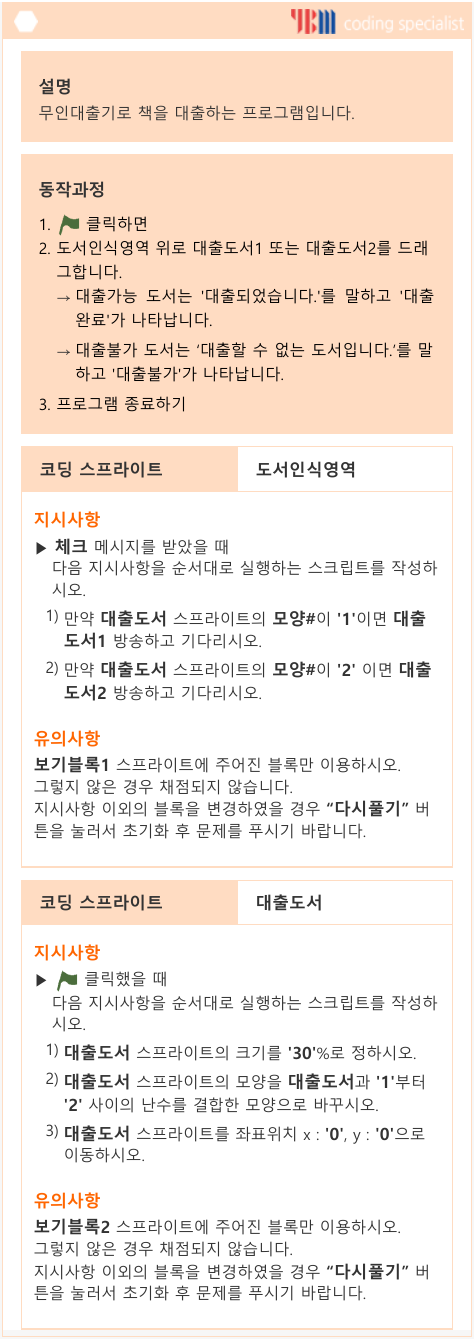 YBM coding specialist
설명
무인대출기로 책을 대출하는 프로그램입니다.
동작과정
1. 클릭하면
2. 도서인식영역 위로 대출도서1 또는 대출도서2를 드래
그합니다.
→ 대출가능 도서는 '대출되었습니다.'를 말하고 '대출
완료'가 나타납니다.
→ 대출불가 도서는 ‘대출할 수 없는 도서입니다.‘를 말
하고 '대출불가'가 나타납니다.
3. 프로그램 종료하기
코딩 스프라이트 도서인식영역
지시사항
▶ 체크 메시지를 받았을 때
다음 지시사항을 순서대로 실행하는 스크립트를 작성하
시오.
1) 만약 대출도서 스프라이트의 모양#이 '1'이면 대출
도서1 방송하고 기다리시오.
2) 만약 대출도서 스프라이트의 모양#이 '2' 이면 대출
도서2 방송하고 기다리시오.
유의사항
보기블록1 스프라이트에 주어진 블록만 이용하시오.
그렇지 않은 경우 채점되지 않습니다.
지시사항 이외의 블록을 변경하였을 경우 “다시풀기” 버
튼을 눌러서 초기화 후 문제를 푸시기 바랍니다.
코딩 스프라이트 대출도서
지시사항
▶ 클릭했을 때
다음 지시사항을 순서대로 실행하는 스크립트를 작성하
시오.
1) 대출도서 스프라이트의 크기를 '30'%로 정하시오.
2) 대출도서 스프라이트의 모양을 대출도서과 '1'부터
'2' 사이의 난수를 결합한 모양으로 바꾸시오.
3) 대출도서 스프라이트를 좌표위치 x : '0', y : '0'으로
이동하시오.
유의사항
보기블록2 스프라이트에 주어진 블록만 이용하시오.
그렇지 않은 경우 채점되지 않습니다.
지시사항 이외의 블록을 변경하였을 경우 “다시풀기” 버
튼을 눌러서 초기화 후 문제를 푸시기 바랍니다.